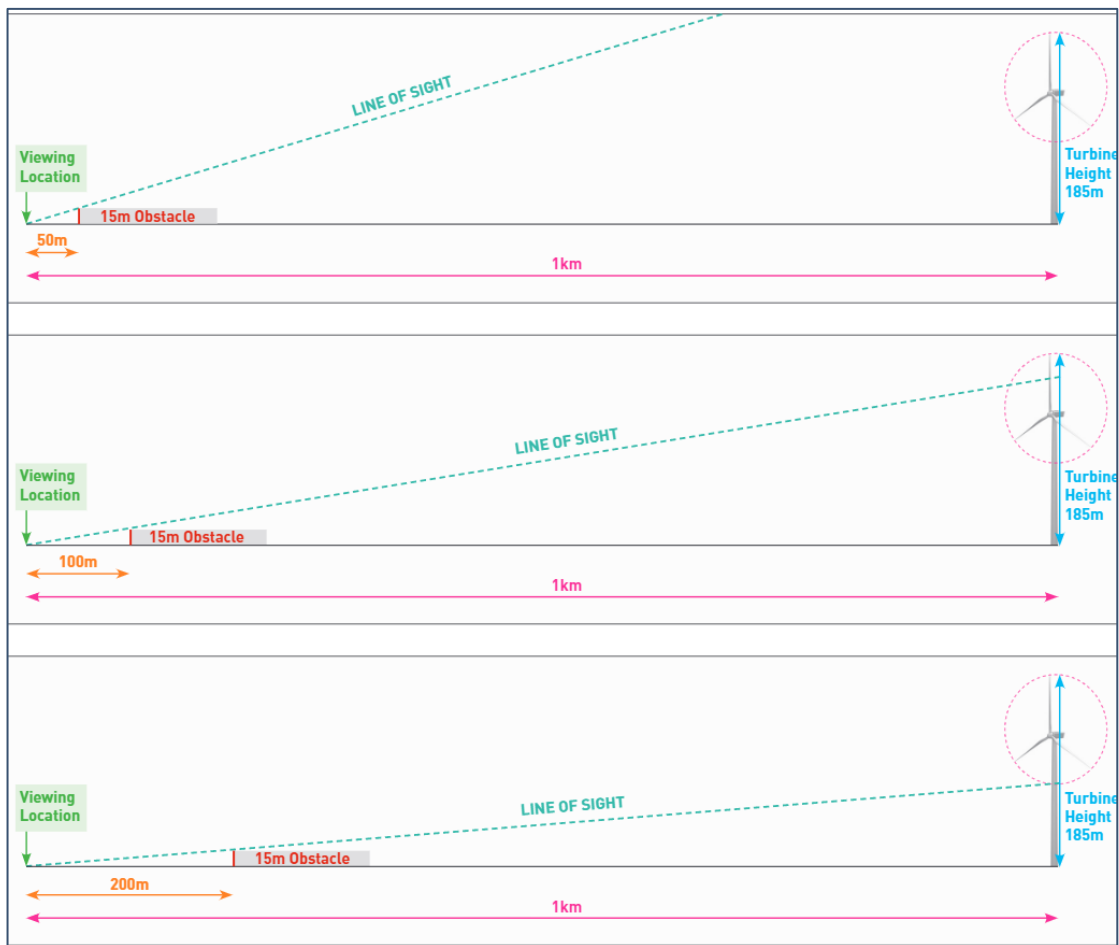 LINE OF SIGHT
Viewing
Location
15m Obstacle
Turbine
Height
185m
50m
1km
LINE OF SIGHT
Viewing
Location
15m Obstacle
Turbine
Height
185m
100m
1km
LINE OF SIGHT
Viewing
Location
15m Obstacle
Turbine
Height
185m
200m
1km